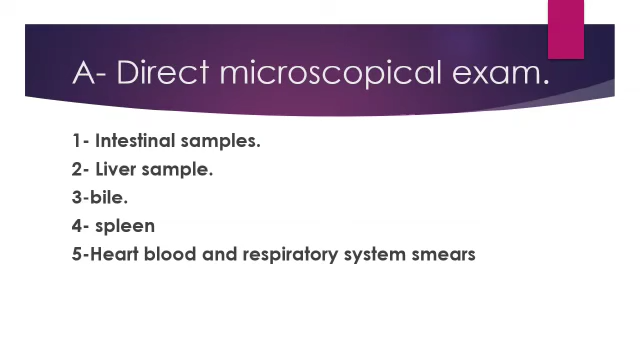 A- Direct microscopical exam.
1- Intestinal samples.
2- Liver sample.
3-bile.
4- spleen
5-Heart blood and respiratory system smears